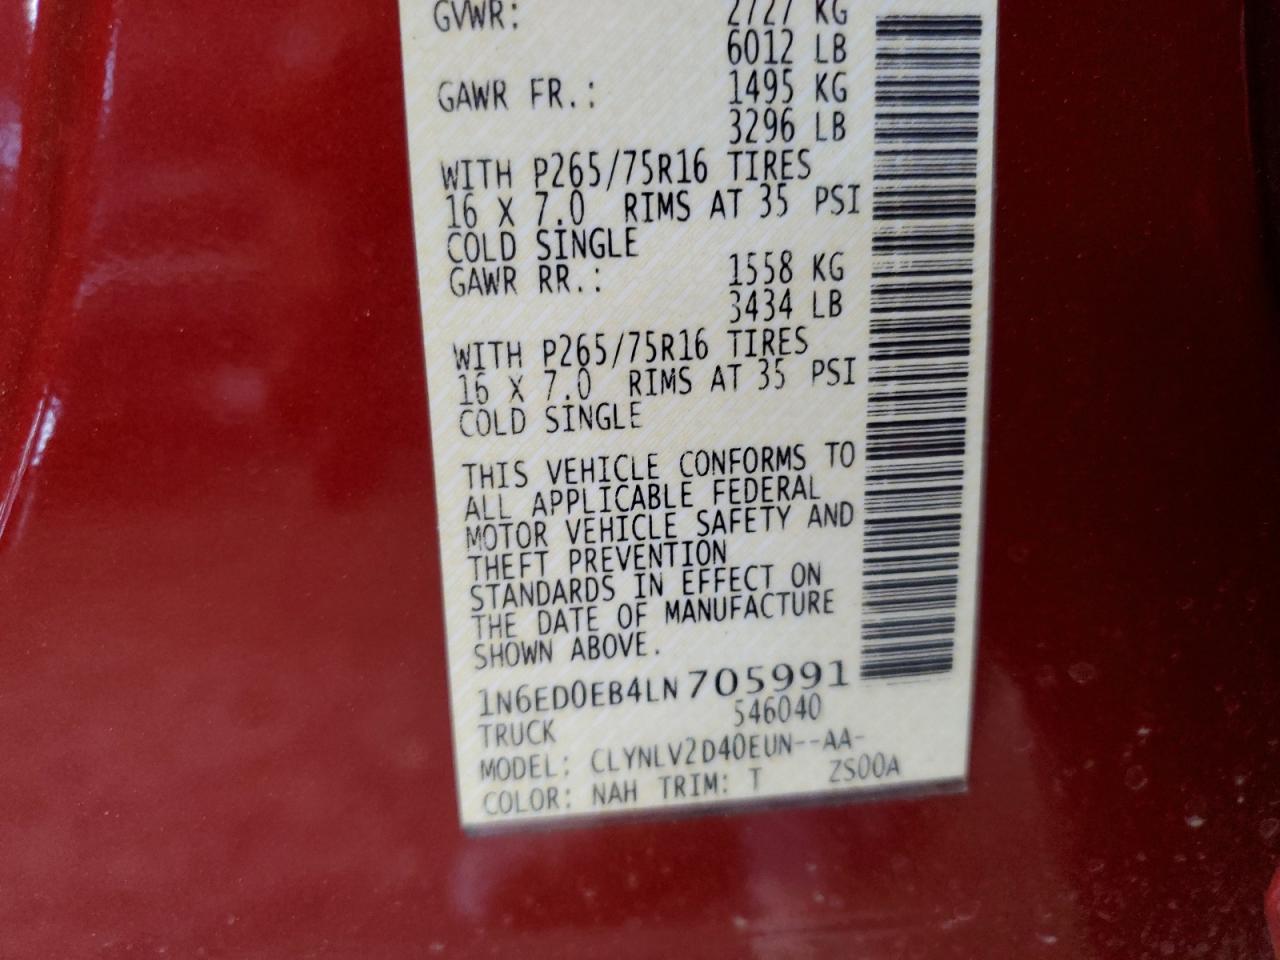 GVWR: 2727 KG
6012 LB
GAWR FR.: 1495 KG
3296 LB
WITH P265/75R16 TIRES
16 X 7.0 RIMS AT 35 PSI
COLD SINGLE
GAWR RR.: 1558 KG
3434 LB
WITH P265/75R16 TIRES
16 X 7.0 RIMS AT 35 PSI
COLD SINGLE
THIS VEHICLE CONFORMS TO
ALL APPLICABLE FEDERAL
MOTOR VEHICLE SAFETY AND
THEFT PREVENTION
STANDARDS IN EFFECT ON
THE DATE OF MANUFACTURE
SHOWN ABOVE.
1N6ED0EB4LN705991
TRUCK 546040
MODEL: CLYNLV2D40EUN--AA-
COLOR: NAH TRIM: T ZS00A